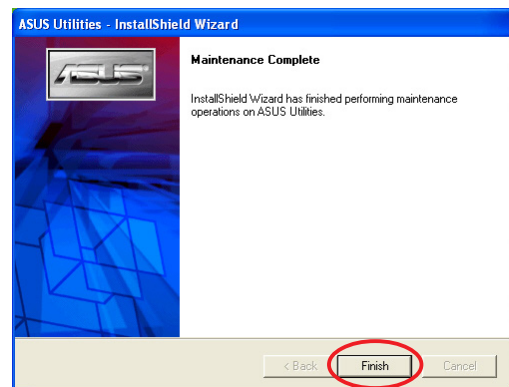 ASUS Utilities - InstallShield Wizard
ASUS
Maintenance Complete
InstallShield Wizard has finished performing maintenance
operations on ASUS Utilities.
< Back
Finish
Cancel